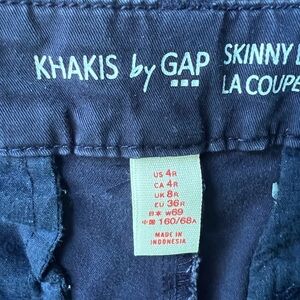 KHAKIS by GAP
SKINNY
LA COUPE
US 4R
CA 4R
UK 8R
EU 36R
日本 W69
中国 160/68A
MADE IN
INDONESIA